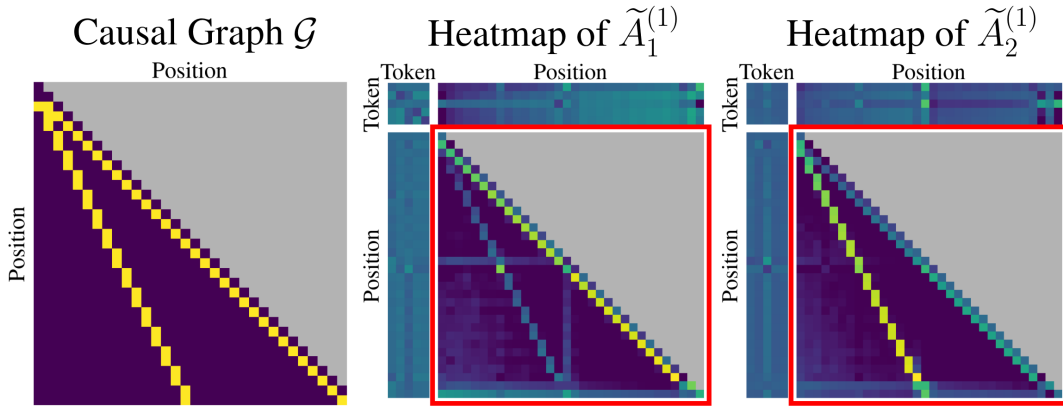 Causal Graph 𝒢
Heatmap of Ã₁⁽¹⁾
Heatmap of Ã₂⁽¹⁾
Position
Token Position
Token Position
Token
Token
Position
Position
Position